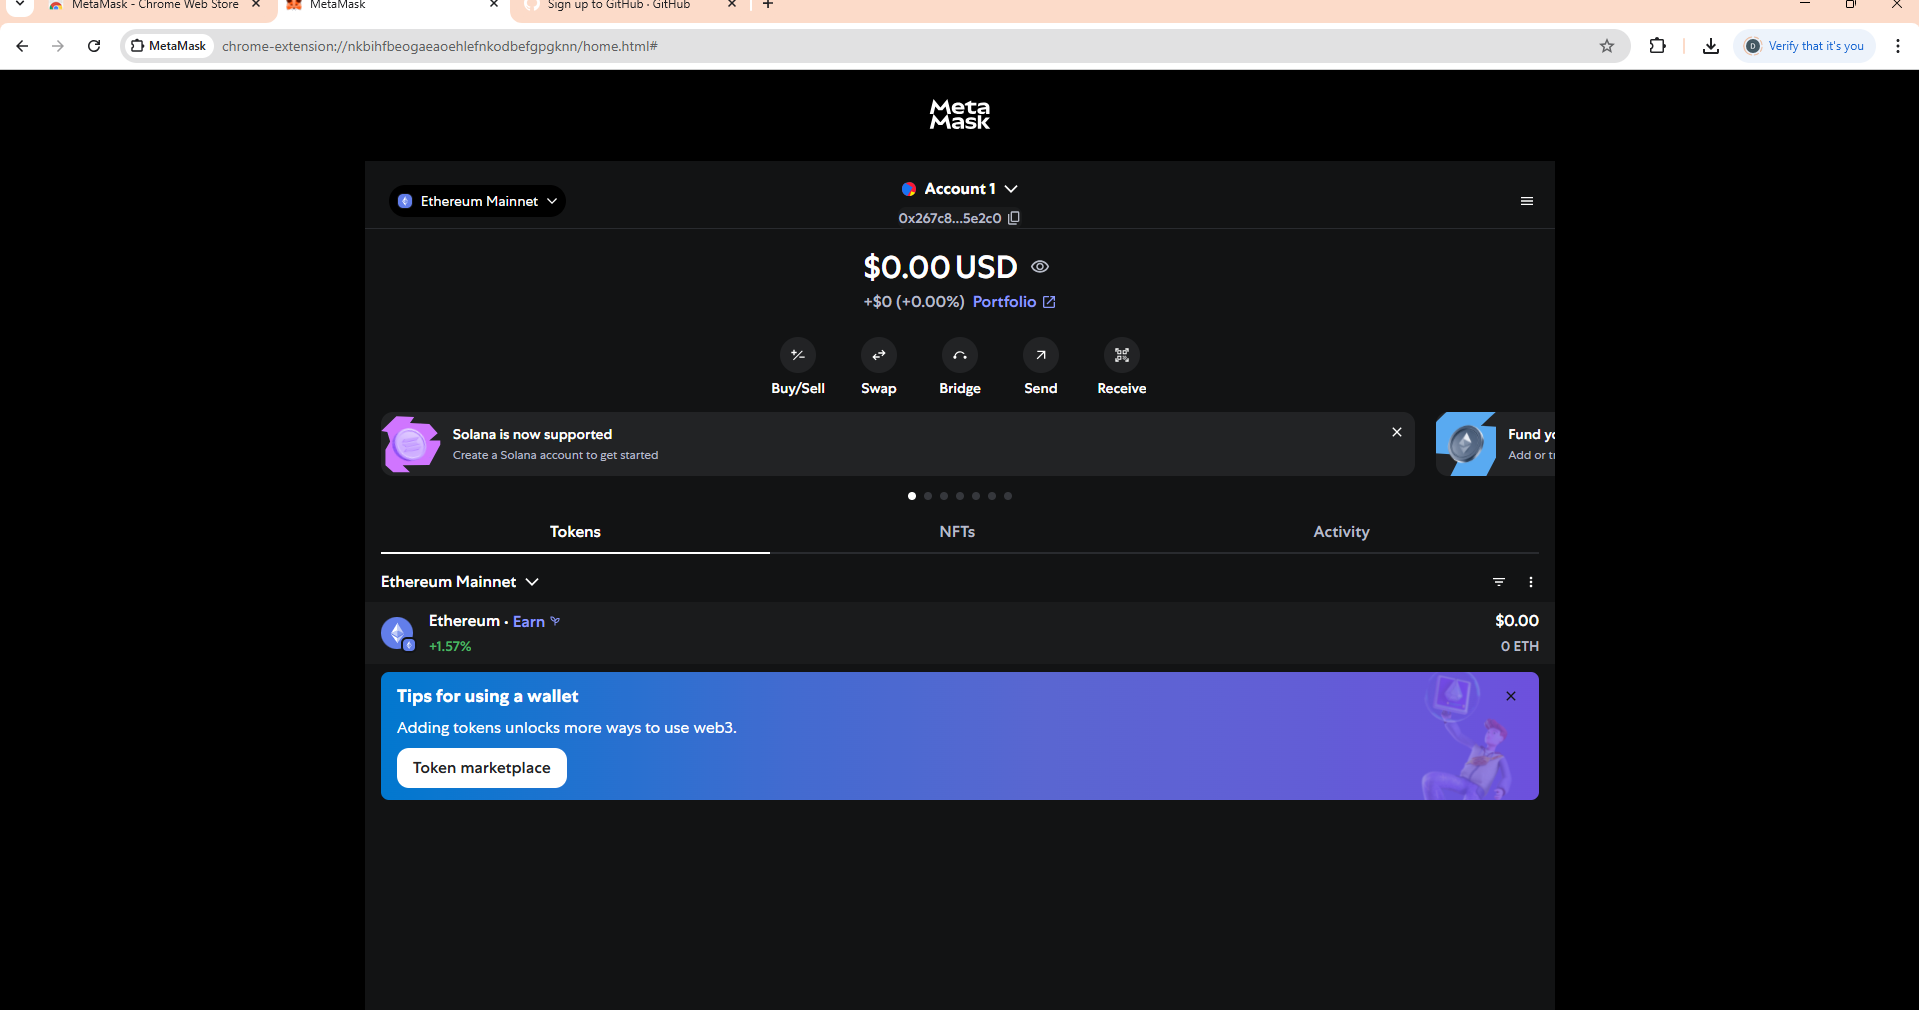 MetaMask - Chrome Web Store
MetaMask
Sign up to GitHub · GitHub
MetaMask
chrome-extension://nkbihfbeogaeaoehlefnkodbefgpgknn/home.html#
D
Verify that it's you
Meta
Mask
Ethereum Mainnet
Account 1
0x267c8...5e2c0
$0.00 USD
+$0 (+0.00%) Portfolio
Buy/Sell
Swap
Bridge
Send
Receive
Solana is now supported
Create a Solana account to get started
Fund yo
Add or tr
Tokens
NFTs
Activity
Ethereum Mainnet
Ethereum • Earn
$0.00
+1.57%
0 ETH
Tips for using a wallet
Adding tokens unlocks more ways to use web3.
Token marketplace